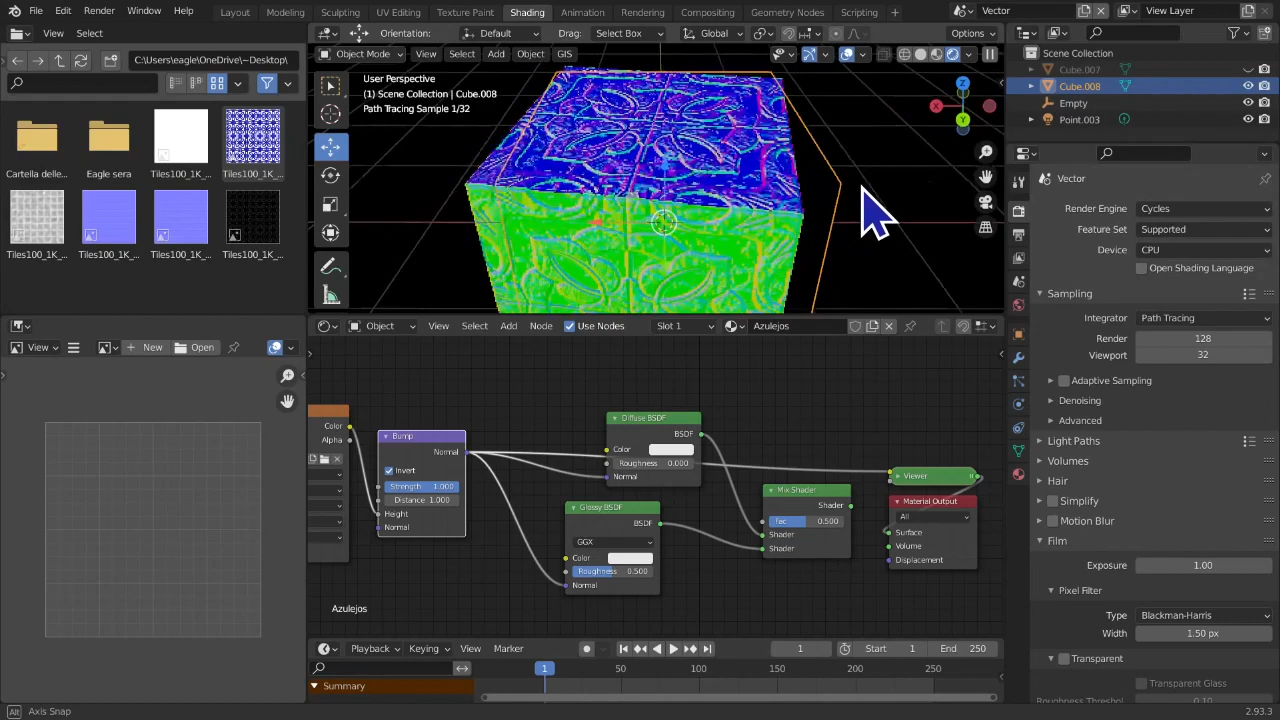 File Edit Render Window Help Layout Modeling Sculpting UV Editing Texture Paint Shading Animation Rendering Compositing Geometry Nodes Scripting + Vector View Layer
View Select
C:\Users\eagle\OneDrive\~Desktop\
Cartella delle...
Eagle sera
Tiles100_1K_...
Tiles100_1K_...
Tiles100_1K_...
Tiles100_1K_...
Tiles100_1K_...
Tiles100_1K_...
Orientation: Default Drag: Select Box Global Options
Object Mode View Select Add Object GIS
User Perspective
(1) Scene Collection | Cube.008
Path Tracing Sample 1/32
Z
X
Y
Scene Collection
Cube.007
Cube.008
Empty
Point.003
Vector
Render Engine Cycles
Feature Set Supported
Device CPU
Open Shading Language
Sampling
Integrator Path Tracing
Render 128
Viewport 32
Adaptive Sampling
Denoising
Advanced
Light Paths
Volumes
Hair
Simplify
Motion Blur
Film
Exposure 1.00
Pixel Filter
Type Blackman-Harris
Width 1.50 px
Transparent
Transparent Glass
Roughness Threshol 0.10
View + New Open
Object View Select Add Node Use Nodes Slot 1 Azulejos
Color
Alpha
Bump
Normal
Invert
Strength 1.000
Distance 1.000
Height
Normal
Diffuse BSDF
BSDF
Color
Roughness 0.000
Normal
Glossy BSDF
BSDF
GGX
Color
Roughness 0.500
Normal
Mix Shader
Shader
Fac 0.500
Shader
Shader
Viewer
Material Output
All
Surface
Volume
Displacement
Azulejos
Playback Keying View Marker 1 Start 1 End 250
1 50 100 150 200 250
Summary
Alt Axis Snap 2.93.3